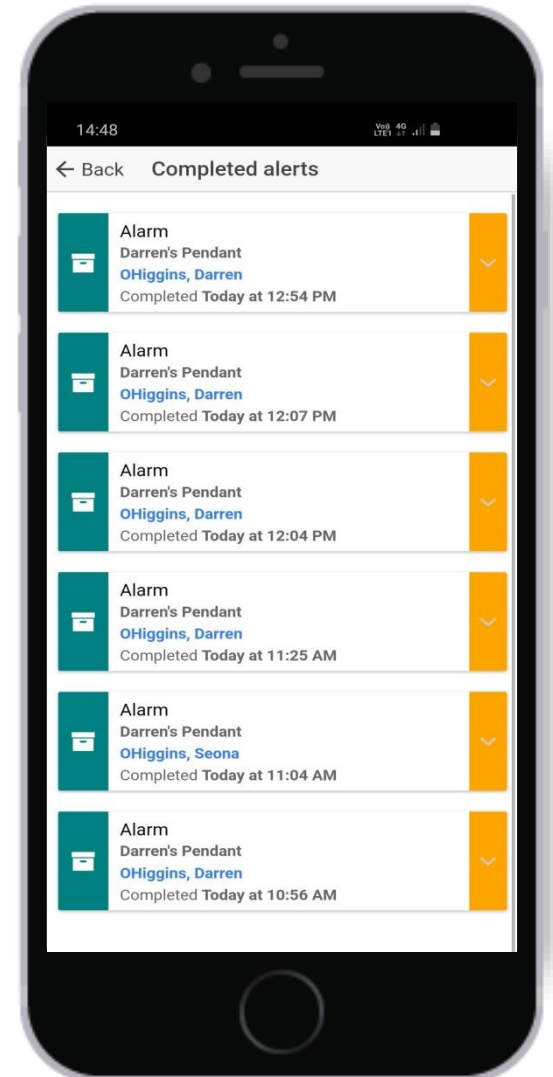 14:48
Vo)) 4G
LTE1
← Back Completed alerts
Alarm
Darren's Pendant
OHiggins, Darren
Completed Today at 12:54 PM
Alarm
Darren's Pendant
OHiggins, Darren
Completed Today at 12:07 PM
Alarm
Darren's Pendant
OHiggins, Darren
Completed Today at 12:04 PM
Alarm
Darren's Pendant
OHiggins, Darren
Completed Today at 11:25 AM
Alarm
Darren's Pendant
OHiggins, Seona
Completed Today at 11:04 AM
Alarm
Darren's Pendant
OHiggins, Darren
Completed Today at 10:56 AM